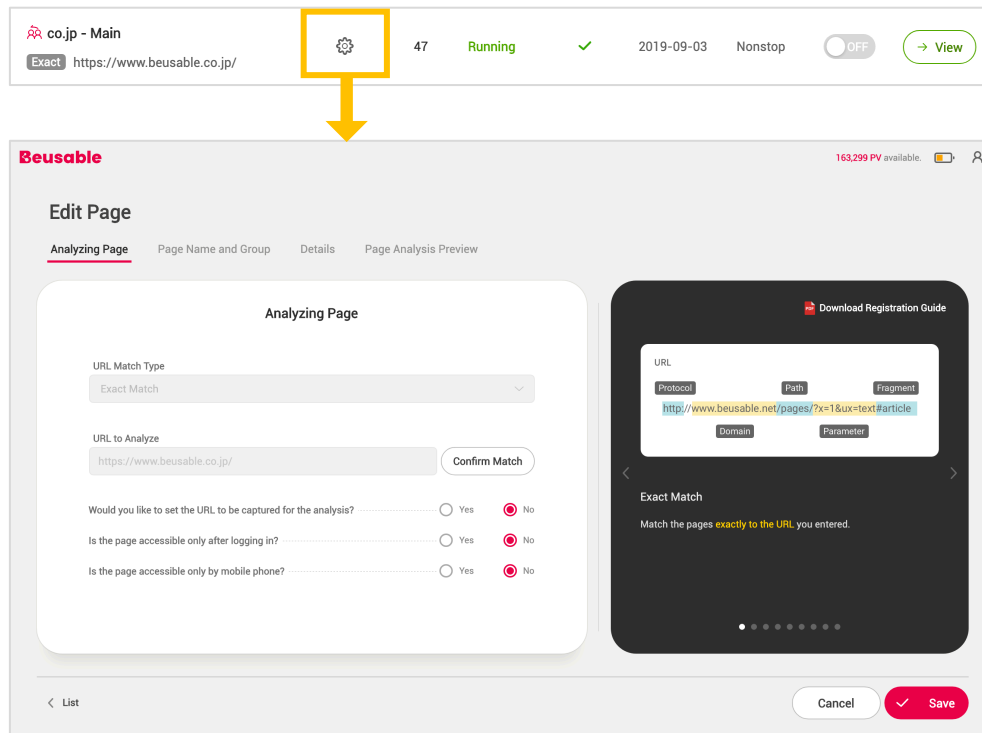 co.jp - Main
Exact https://www.beusable.co.jp/
47 Running 2019-09-03 Nonstop OFF → View
Beusable
163,299 PV available.
Edit Page
Analyzing Page Page Name and Group Details Page Analysis Preview
Analyzing Page
URL Match Type
Exact Match
URL to Analyze
https://www.beusable.co.jp/ Confirm Match
Would you like to set the URL to be captured for the analysis? Yes No
Is the page accessible only after logging in? Yes No
Is the page accessible only by mobile phone? Yes No
PDF Download Registration Guide
URL
Protocol Path Fragment
http://www.beusable.net/pages/?x=1&ux=text#article
Domain Parameter
Exact Match
Match the pages exactly to the URL you entered.
< List
Cancel Save